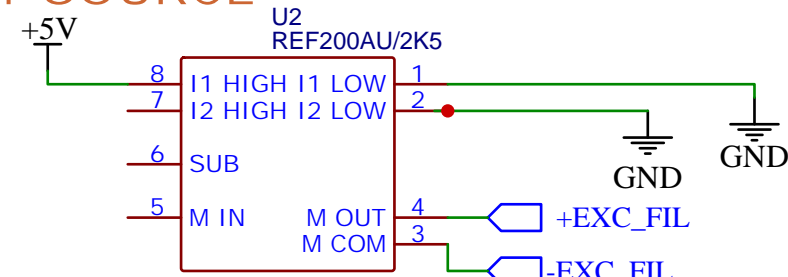 SOURCE
+5V
U2
REF200AU/2K5
8 I1 HIGH I1 LOW 1
7 I2 HIGH I2 LOW 2
6 SUB
GND
GND
5 M IN M OUT 4 +EXC_FIL
M COM 3
-EXC_FIL